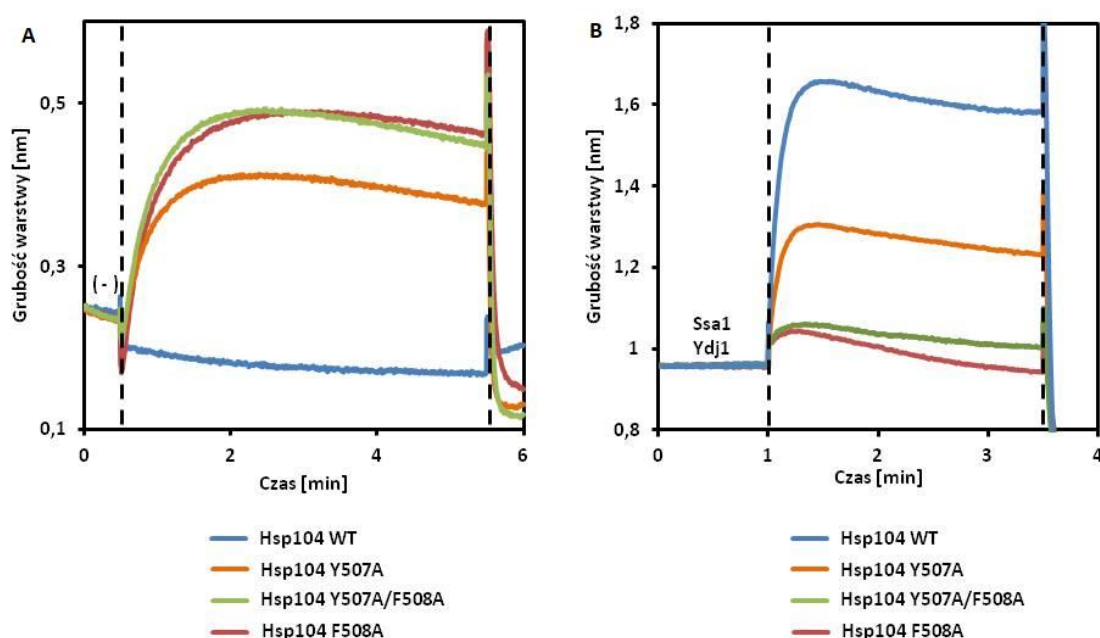 A
Grubość warstwy [nm]
0,5
0,3
0,1
( - )
0
2
4
6
Czas [min]
Hsp104 WT
Hsp104 Y507A
Hsp104 Y507A/F508A
Hsp104 F508A
B
Grubość warstwy [nm]
1,8
1,6
1,4
1,2
1
0,8
Ssa1
Ydj1
0
1
2
3
4
Czas [min]
Hsp104 WT
Hsp104 Y507A
Hsp104 Y507A/F508A
Hsp104 F508A